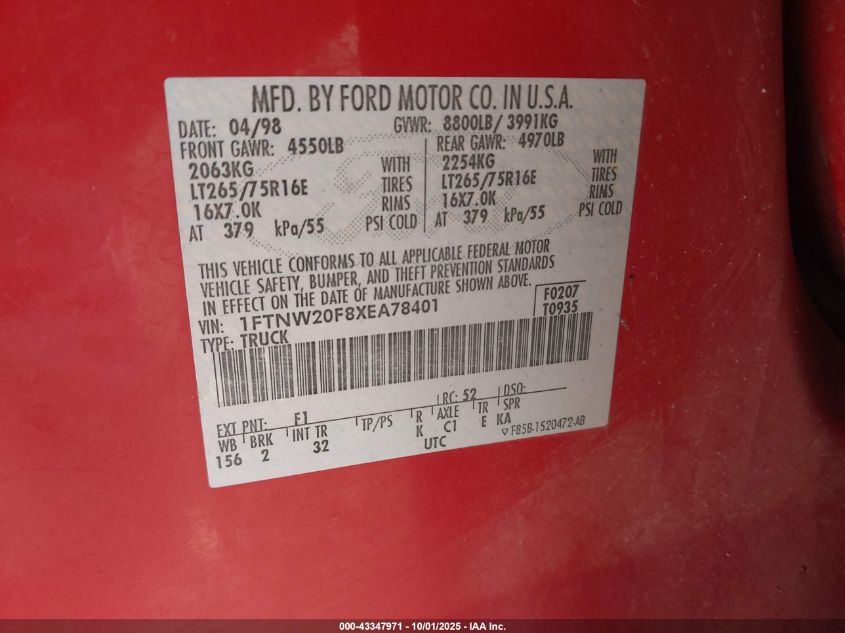 MFD. BY FORD MOTOR CO. IN U.S.A.
DATE: 04/98 GVWR: 8800LB/ 3991KG
FRONT GAWR: 4550LB REAR GAWR: 4970LB
2063KG WITH 2254KG WITH
LT265/75R16E TIRES LT265/75R16E TIRES
16X7.0K RIMS 16X7.0K RIMS
AT 379 kPa/55 PSI COLD AT 379 kPa/55 PSI COLD
THIS VEHICLE CONFORMS TO ALL APPLICABLE FEDERAL MOTOR
VEHICLE SAFETY, BUMPER, AND THEFT PREVENTION STANDARDS
IN EFFECT ON THE DATE OF MANUFACTURE SHOWN ABOVE.
VIN: 1FTNW20F8XEA78401 F0207
TYPE: TRUCK T0935
EXT PNT: F1 RC: 52 DSO:
WB BRK INT TR TP/PS R AXLE TR SPR
156 2 32 K C1 E KA
UTC ▽ F85B-1520472-AB
000-43347971 - 10/01/2025 - IAA Inc.